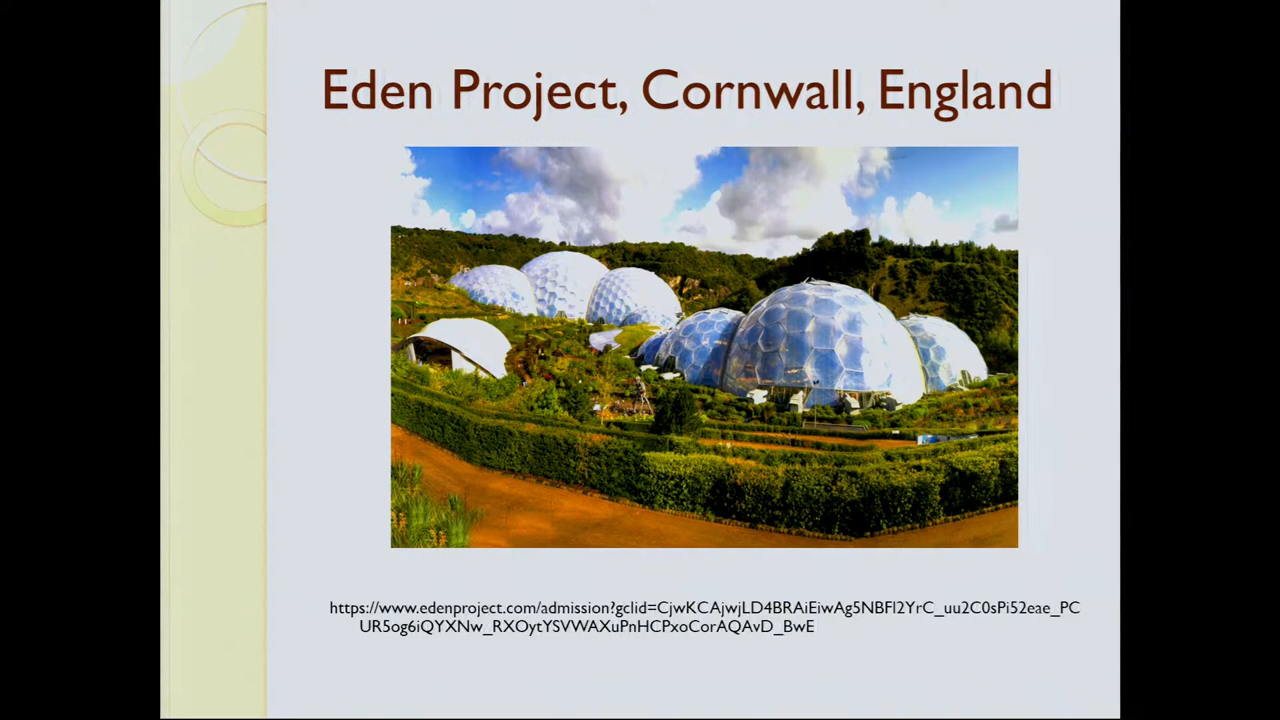 Eden Project, Cornwall, England
https://www.edenproject.com/admission?gclid=CjwKCAjwjLD4BRAiEiwAg5NBFl2YrC_uu2C0sPi52eae_PC
UR5og6iQYXNw_RXOytYSVWAXuPnHCPxoCorAQAvD_BwE